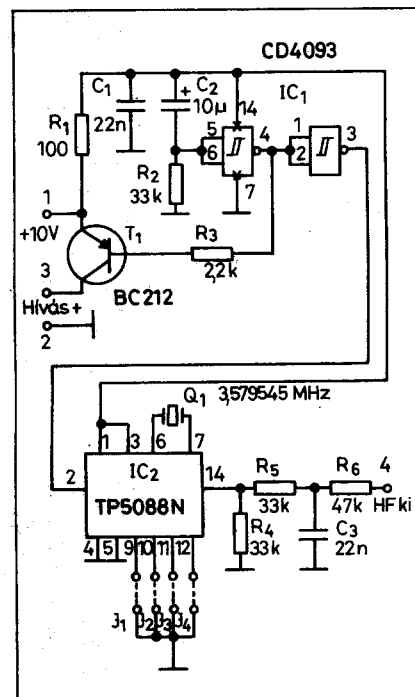 CD4093
C1
22n
+ C2
10µ
14
IC1
R1
100
5
6
4
1
2
3
R2
33k
7
1
+10V
T1
R3
2,2k
3
BC212
Hívás+
2
Q1
3,579545 MHz
1
3
6
7
2
IC2
14
TP5088N
R5
33k
R6
47k
4
HF ki
R4
33k
C3
22n
4
5
9
10
11
12
J1
J2
J3
J4